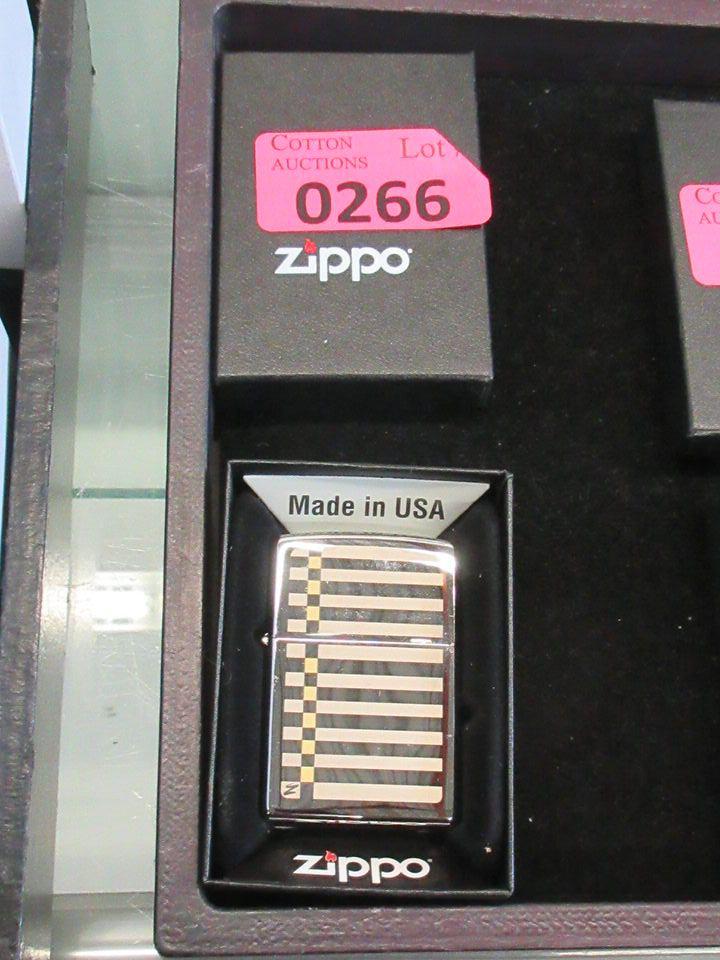 COTTON
AUCTIONS
Lot
0266
zippo
Made in USA
Z
zippo